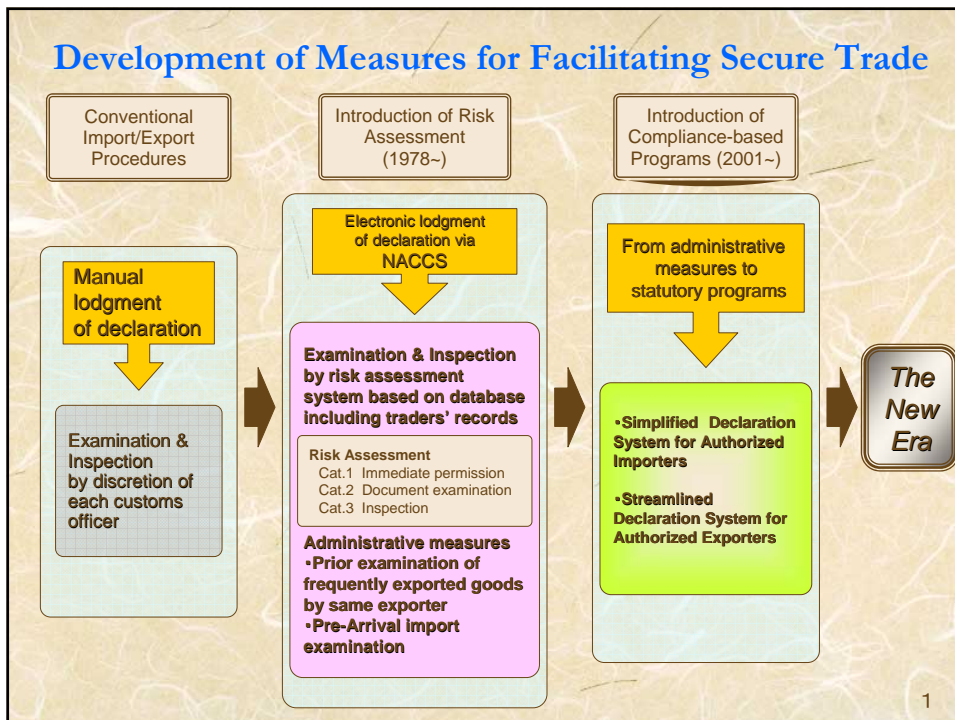 Development of Measures for Facilitating Secure Trade
Conventional
Import/Export
Procedures
Introduction of Risk
Assessment
(1978~)
Introduction of
Compliance-based
Programs (2001~)
Manual
lodgment
of declaration
Examination &
Inspection
by discretion of
each customs
officer
Electronic lodgment
of declaration via
NACCS
Examination & Inspection
by risk assessment
system based on database
including traders' records
Risk Assessment
Cat.1 Immediate permission
Cat.2 Document examination
Cat.3 Inspection
Administrative measures
・Prior examination of
frequently exported goods
by same exporter
・Pre-Arrival import
examination
From administrative
measures to
statutory programs
・Simplified Declaration
System for Authorized
Importers
・Streamlined
Declaration System for
Authorized Exporters
The
New
Era
1